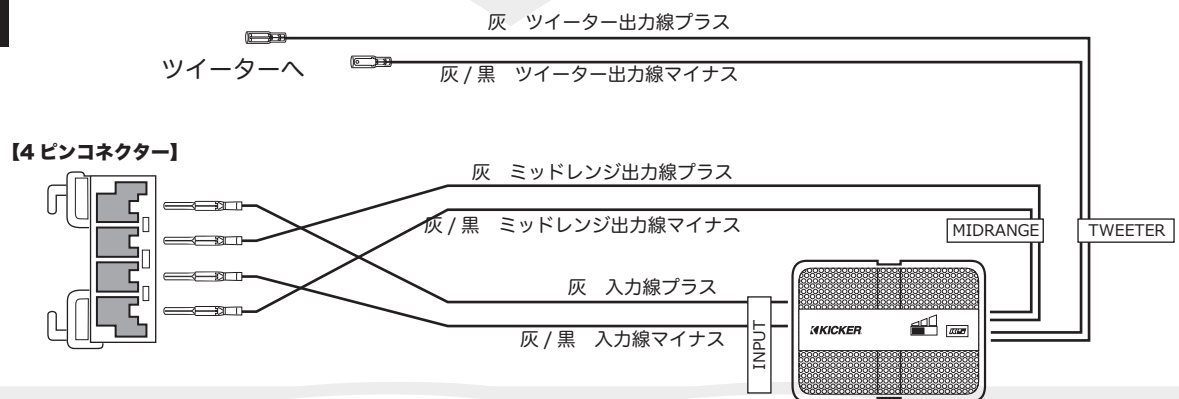 灰　ツイーター出力線プラス
ツイーターへ
灰 / 黒　ツイーター出力線マイナス
【4 ピンコネクター】
灰　ミッドレンジ出力線プラス
灰 / 黒　ミッドレンジ出力線マイナス
MIDRANGE
TWEETER
灰　入力線プラス
灰 / 黒　入力線マイナス
INPUT
KICKER